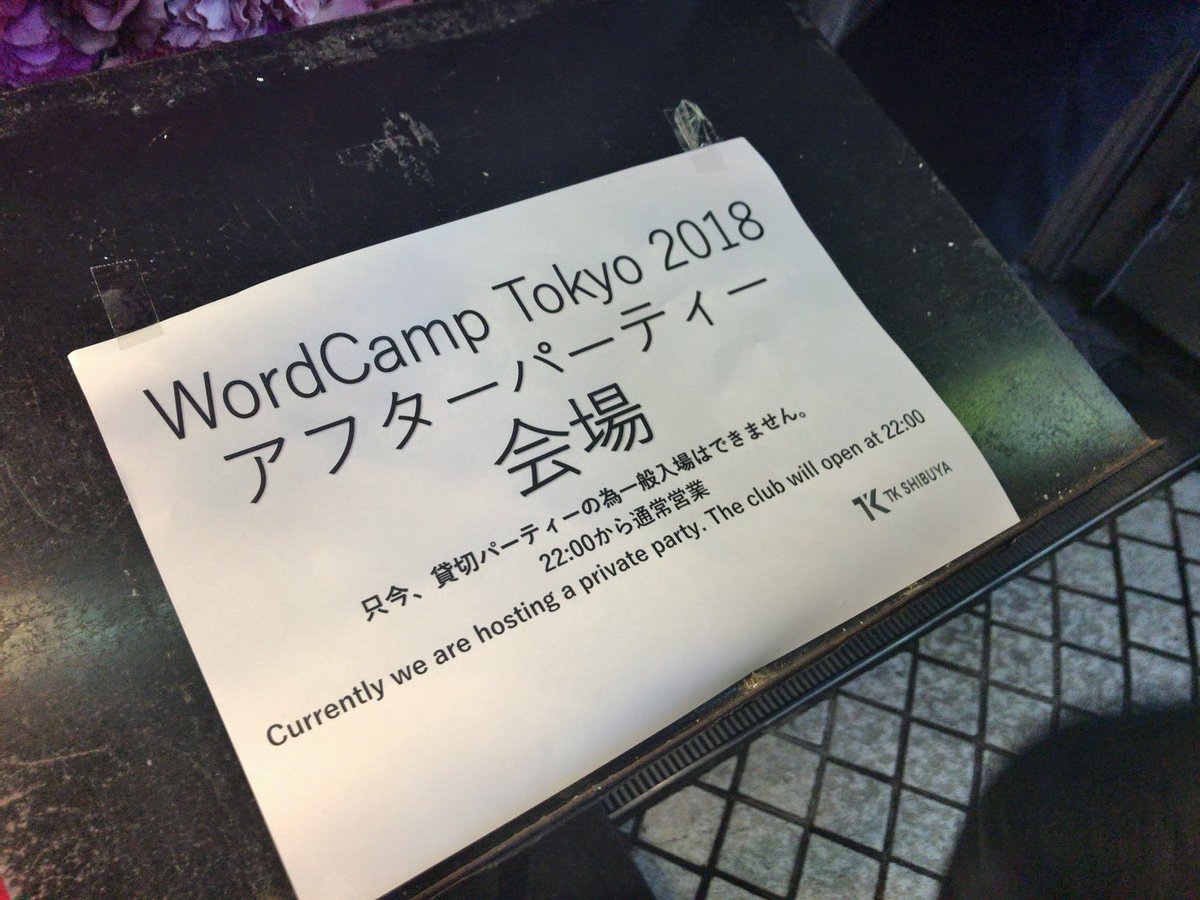 WordCamp Tokyo 2018
アフターパーティー
会場
只今、貸切パーティーの為一般入場はできません。
22:00から通常営業
Currently we are hosting a private party. The club will open at 22:00
TK TK SHIBUYA